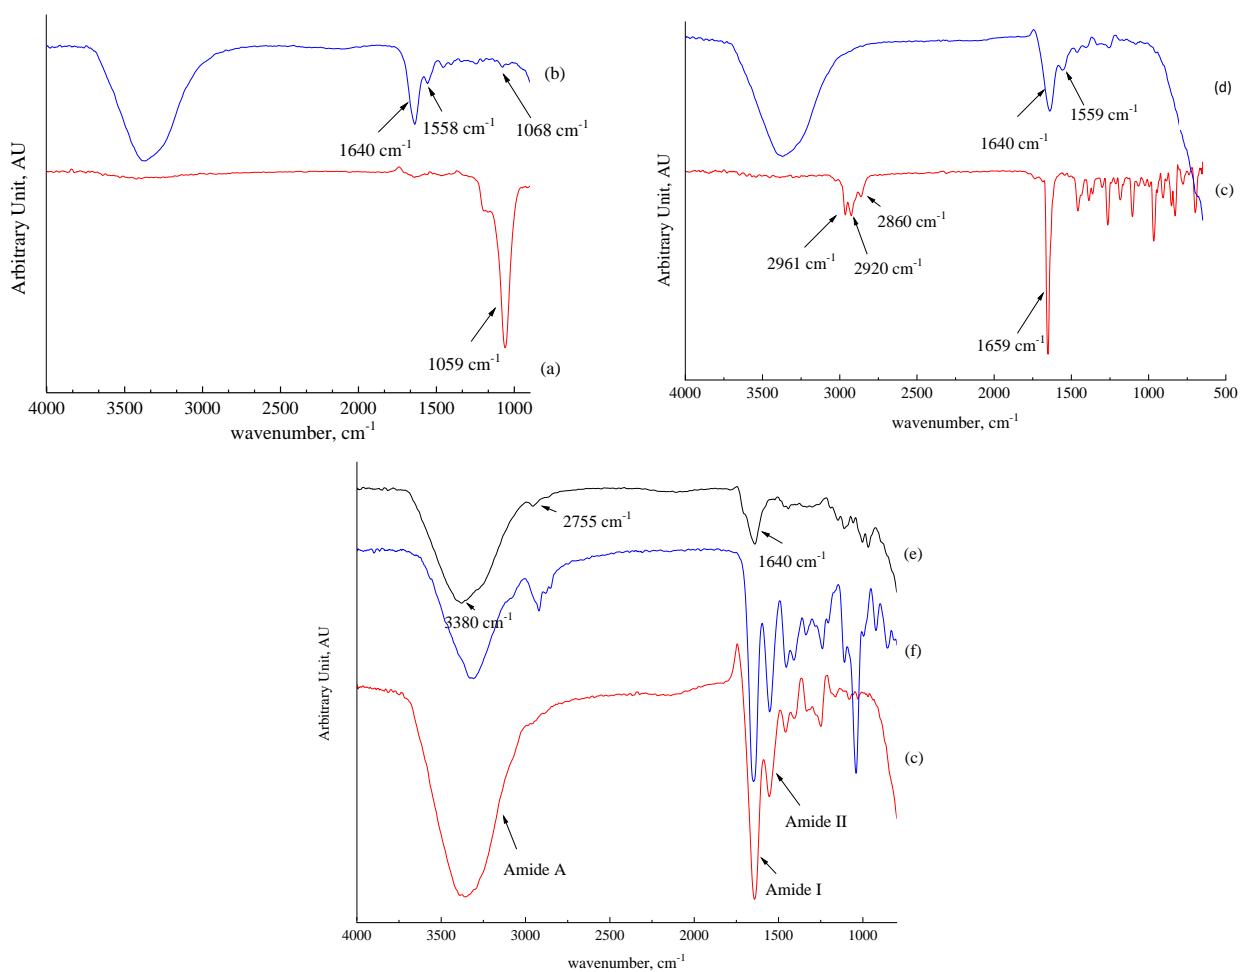 (b)
1558 cm-1
1068 cm-1
1640 cm-1
1059 cm-1
(a)
Arbitrary Unit, AU
4000 3500 3000 2500 2000 1500 1000
wavenumber, cm-1
(d)
1559 cm-1
1640 cm-1
(c)
2860 cm-1
2961 cm-1
2920 cm-1
1659 cm-1
Arbitrary Unit, AU
4000 3500 3000 2500 2000 1500 1000 500
wavenumber, cm-1
2755 cm-1
1640 cm-1
(e)
3380 cm-1
(f)
(c)
Amide II
Amide A
Amide I
Arbitrary Unit, AU
4000 3500 3000 2500 2000 1500 1000
wavenumber, cm-1